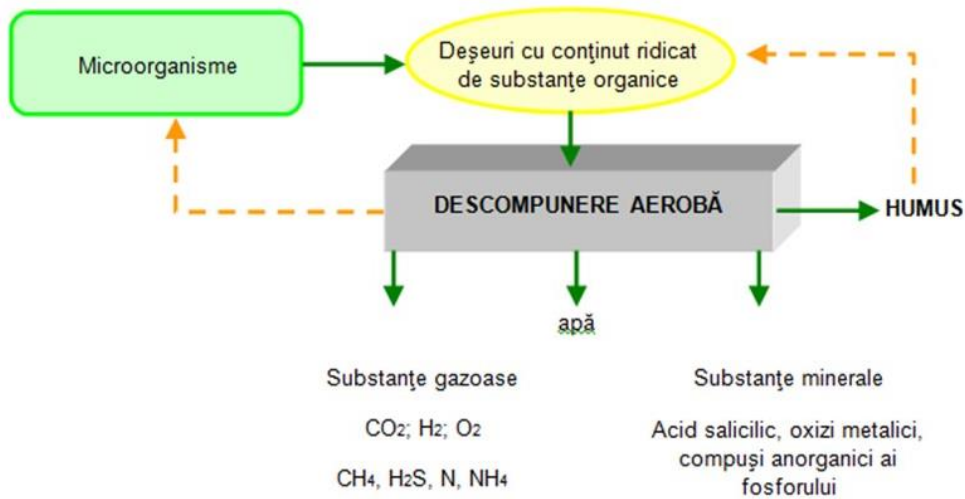 Microorganisme
Deşeuri cu conţinut ridicat
de substanţe organice
DESCOMPUNERE AEROBĂ
HUMUS
apă
Substanţe gazoase
CO2; H2; O2
CH4, H2S, N, NH4
Substanţe minerale
Acid salicilic, oxizi metalici,
compuşi anorganici ai
fosforului